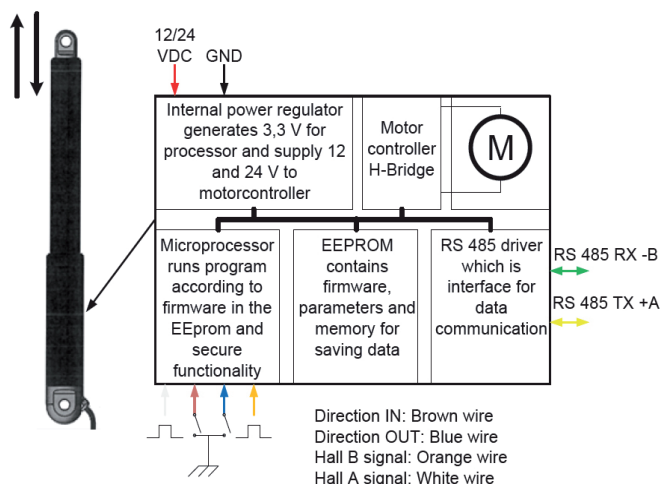 12/24
VDC GND
Internal power regulator
generates 3,3 V for
processor and supply 12
and 24 V to
motorcontroller
Motor
controller
H-Bridge
M
Microprocessor
runs program
according to
firmware in the
EEprom and
secure
functionality
EEPROM
contains
firmware,
parameters and
memory for
saving data
RS 485 driver
which is
interface for
data
communication
RS 485 RX -B
RS 485 TX +A
Direction IN: Brown wire
Direction OUT: Blue wire
Hall B signal: Orange wire
Hall A signal: White wire